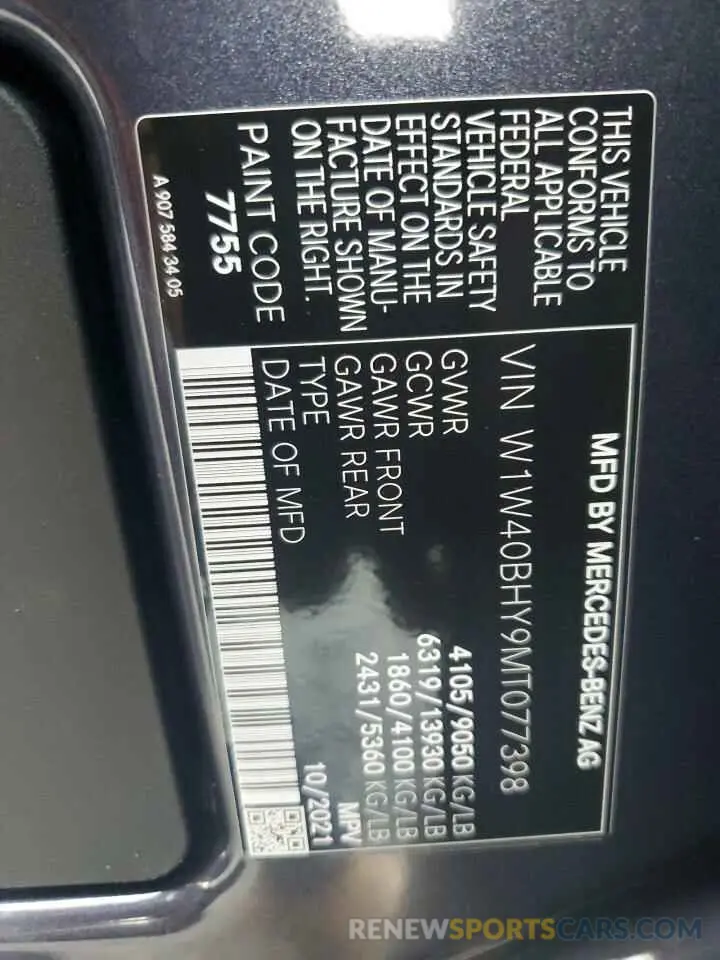 MFD BY MERCEDES-BENZ AG
VIN W1W40BHY9MT077398
GVWR 4105/9050 KG/LB
GCWR 6319/13930 KG/LB
GAWR FRONT 1860/4100 KG/LB
GAWR REAR 2431/5360 KG/LB
TYPE MPV
DATE OF MFD 10/2021
THIS VEHICLE
CONFORMS TO
ALL APPLICABLE
FEDERAL
VEHICLE SAFETY
STANDARDS IN
EFFECT ON THE
DATE OF MANU-
FACTURE SHOWN
ON THE RIGHT.
PAINT CODE
7755
A 907 584 34 05
RENEWSPORTSCARS.COM